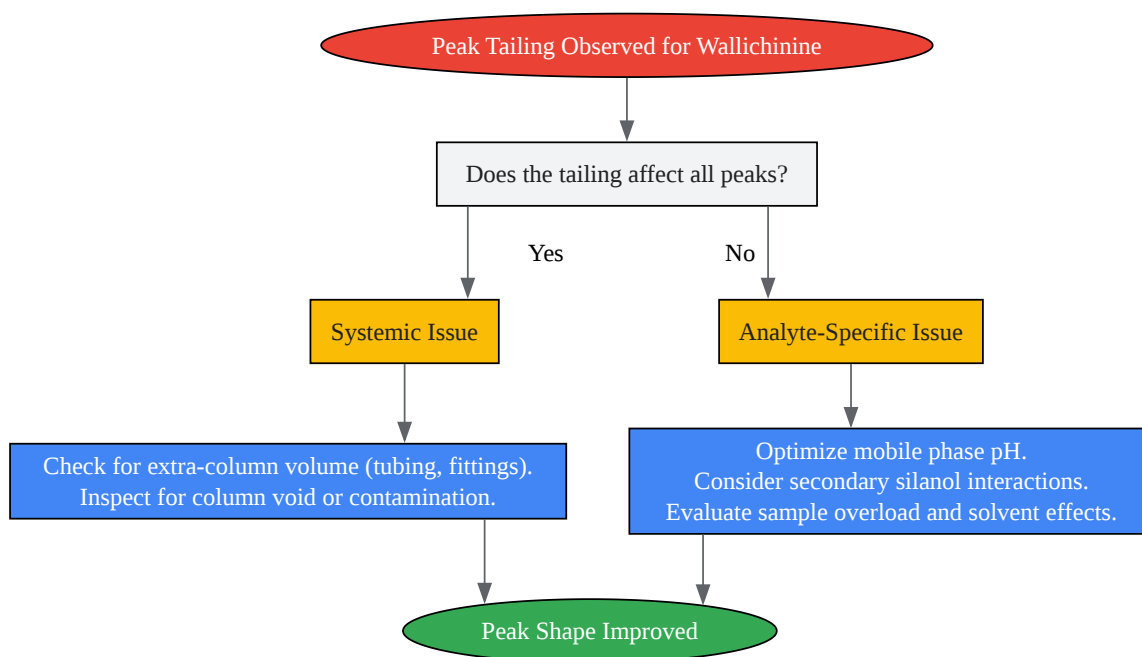 Peak Tailing Observed for Wallichinine
Does the tailing affect all peaks?
Yes
No
Systemic Issue
Analyte-Specific Issue
Check for extra-column volume (tubing, fittings).
Inspect for column void or contamination.
Optimize mobile phase pH.
Consider secondary silanol interactions.
Evaluate sample overload and solvent effects.
Peak Shape Improved